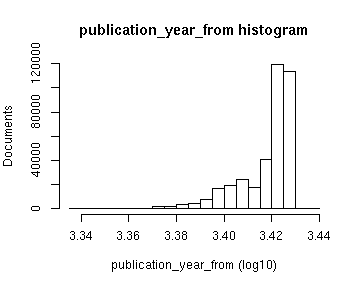 publication_year_from histogram
Documents
120000
80000
40000
0
3.34 3.36 3.38 3.40 3.42 3.44
publication_year_from (log10)